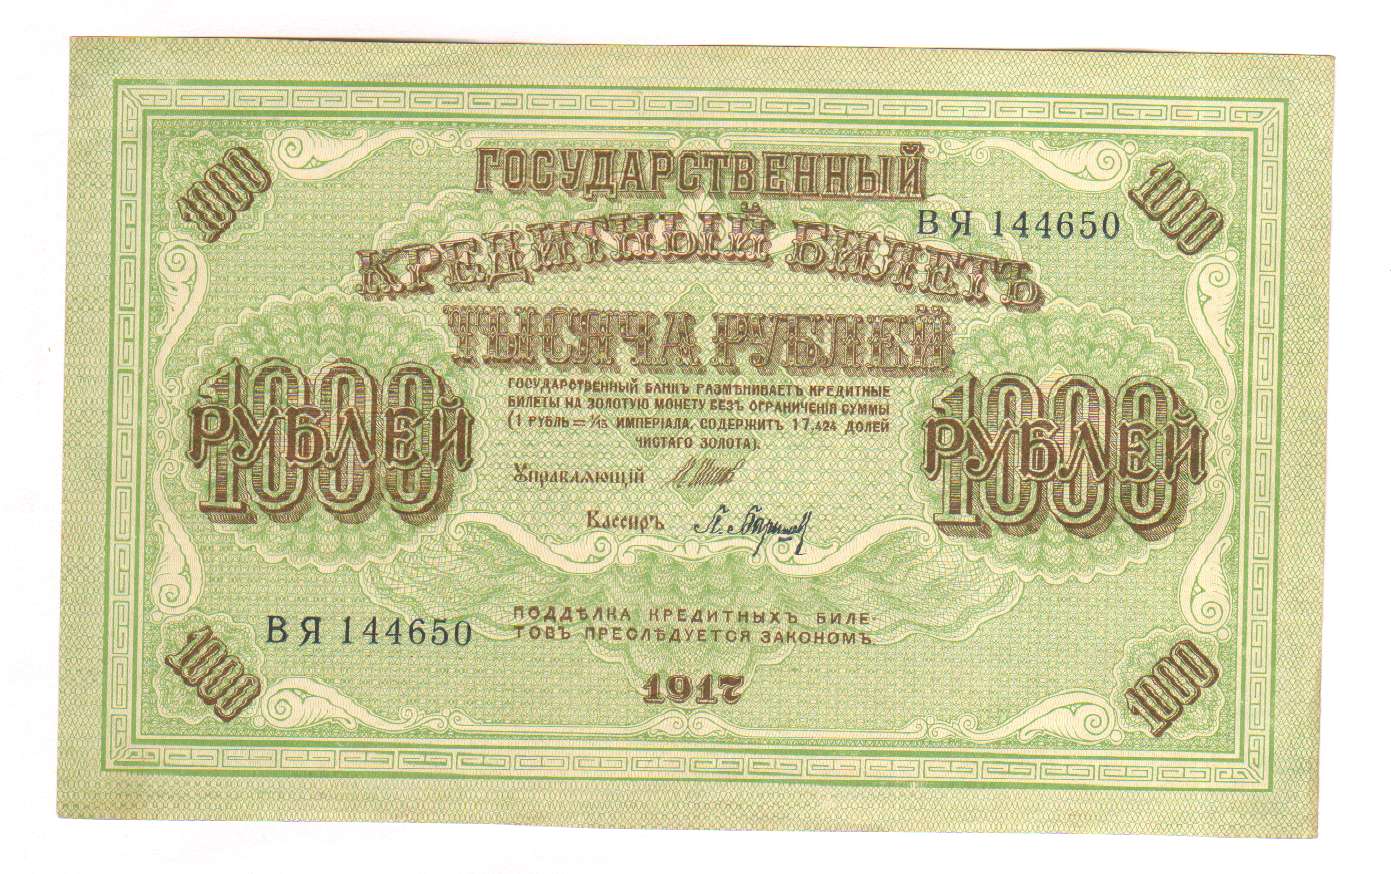 1000
1000
ГОСУДАРСТВЕННЫЙ
КРЕДИТНЫЙ БИЛЕТЪ
ВЯ 144650
ТЫСЯЧА РУБЛЕЙ
1000
РУБЛЕЙ
ГОСУДАРСТВЕННЫЙ БАНКЪ РАЗМѢНИВАЕТЪ КРЕДИТНЫЕ
БИЛЕТЫ НА ЗОЛОТУЮ МОНЕТУ БЕЗЪ ОГРАНИЧЕНІЯ СУММЫ
(1 РУБЛЬ = 1/15 ИМПЕРІАЛА, СОДЕРЖИТЪ 17,424 ДОЛЕЙ
ЧИСТАГО ЗОЛОТА).
1000
РУБЛЕЙ
Управляющій
Кассиръ
ВЯ 144650
ПОДДѢЛКА КРЕДИТНЫХЪ БИЛЕ-
ТОВЪ ПРЕСЛѢДУЕТСЯ ЗАКОНОМЪ.
1917
1000
1000